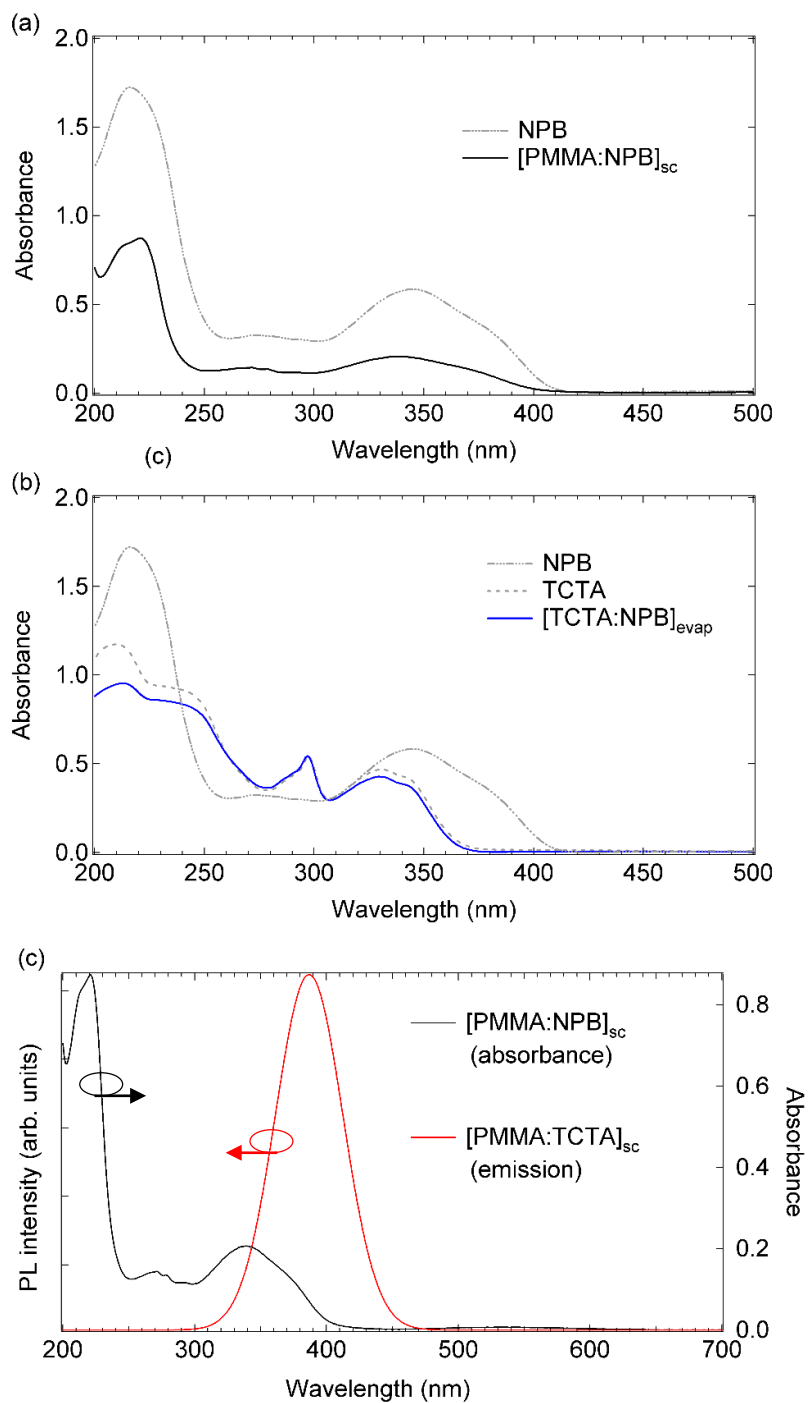 (a)
2.0
1.5
1.0
0.5
0.0
Absorbance
NPB
[PMMA:NPB]sc
200 250 300 350 400 450 500
Wavelength (nm)
(c)
(b)
2.0
1.5
1.0
0.5
0.0
Absorbance
NPB
TCTA
[TCTA:NPB]evap
200 250 300 350 400 450 500
Wavelength (nm)
(c)
PL intensity (arb. units)
[PMMA:NPB]sc
(absorbance)
[PMMA:TCTA]sc
(emission)
0.8
0.6
0.4
0.2
0.0
Absorbance
200 300 400 500 600 700
Wavelength (nm)